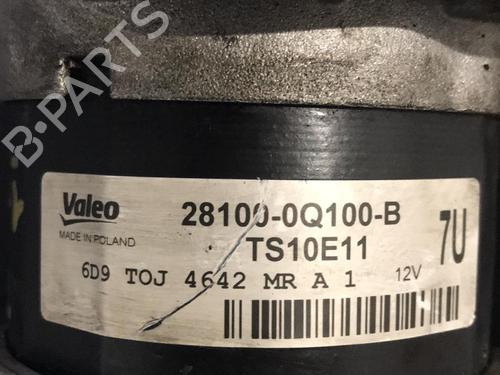 B-PARTS
Valeo 28100-0Q100-B
MADE IN POLAND TS10E11 7U
6D9 TOJ 4642 MR A 1 12V